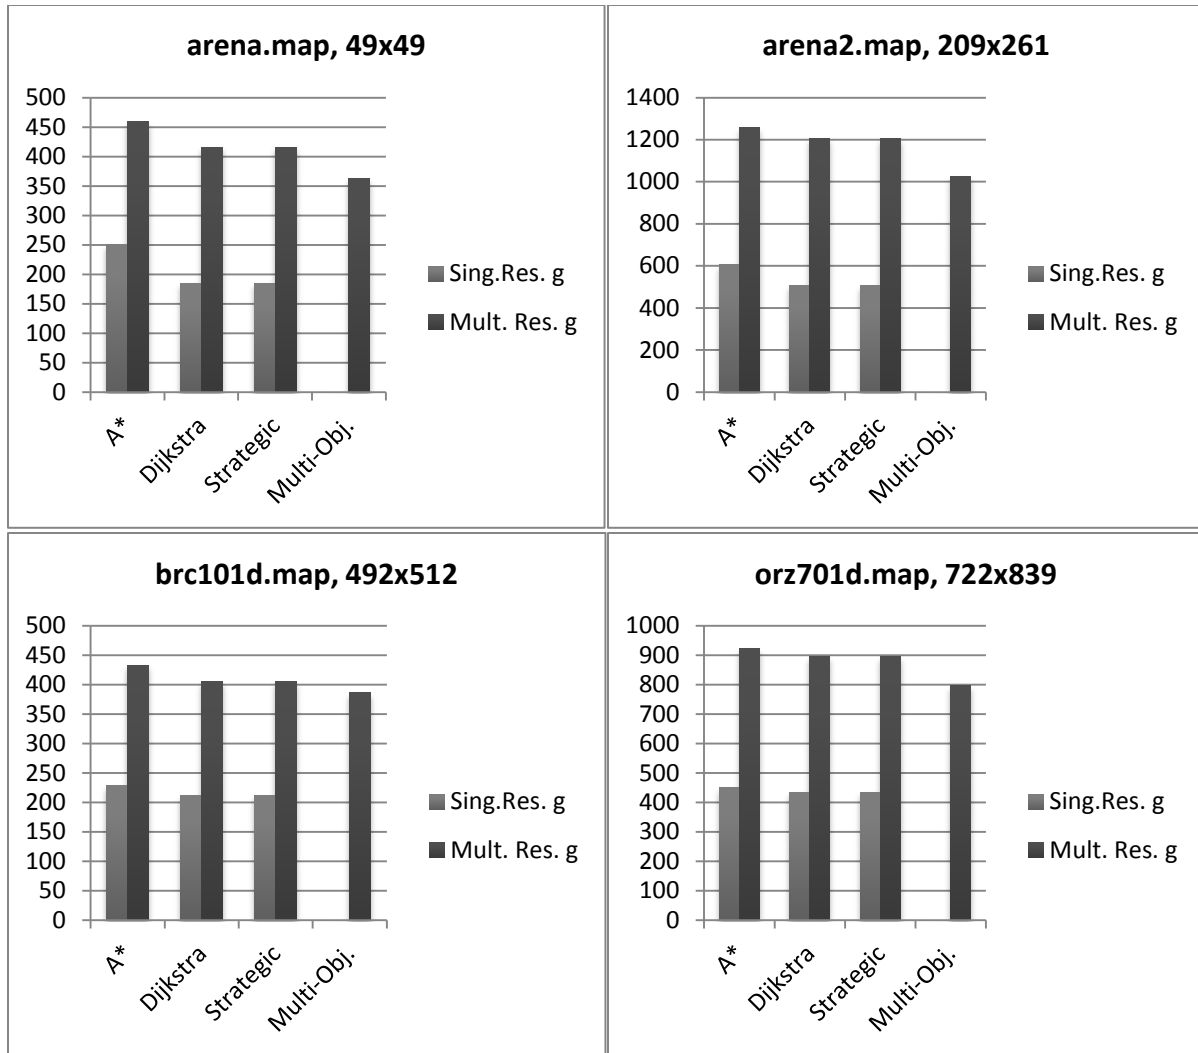 arena.map, 49x49
500
450
400
350
300
250
200
150
100
50
0
A*
Dijkstra
Strategic
Multi-Obj.
Sing.Res. g
Mult. Res. g
arena2.map, 209x261
1400
1200
1000
800
600
400
200
0
A*
Dijkstra
Strategic
Multi-Obj.
Sing.Res. g
Mult. Res. g
brc101d.map, 492x512
500
450
400
350
300
250
200
150
100
50
0
A*
Dijkstra
Strategic
Multi-Obj.
Sing.Res. g
Mult. Res. g
orz701d.map, 722x839
1000
900
800
700
600
500
400
300
200
100
0
A*
Dijkstra
Strategic
Multi-Obj.
Sing.Res. g
Mult. Res. g